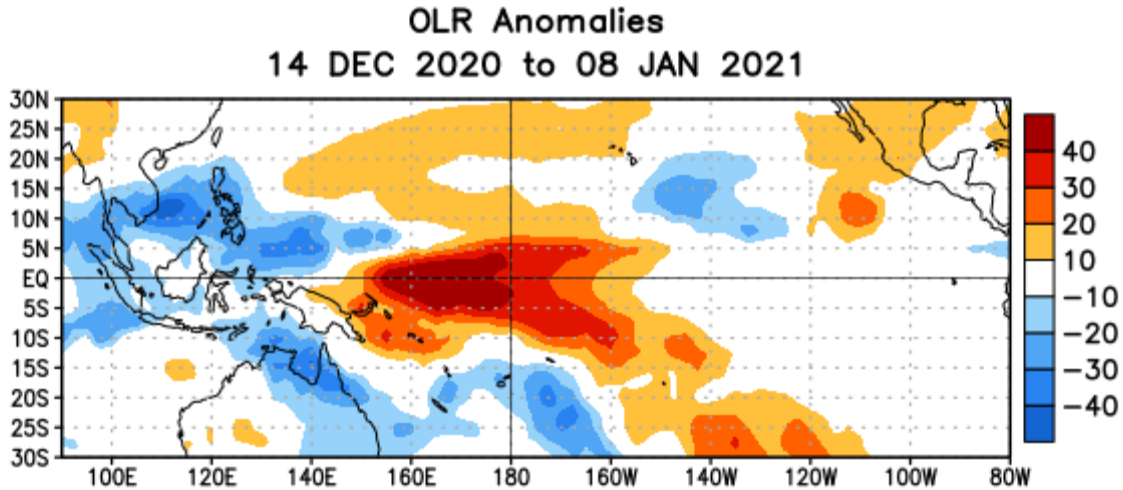 OLR Anomalies
14 DEC 2020 to 08 JAN 2021
30N
25N
20N
15N
10N
5N
EQ
5S
10S
15S
20S
25S
30S
100E 120E 140E 160E 180 160W 140W 120W 100W 80W
40
30
20
10
−10
−20
−30
−40